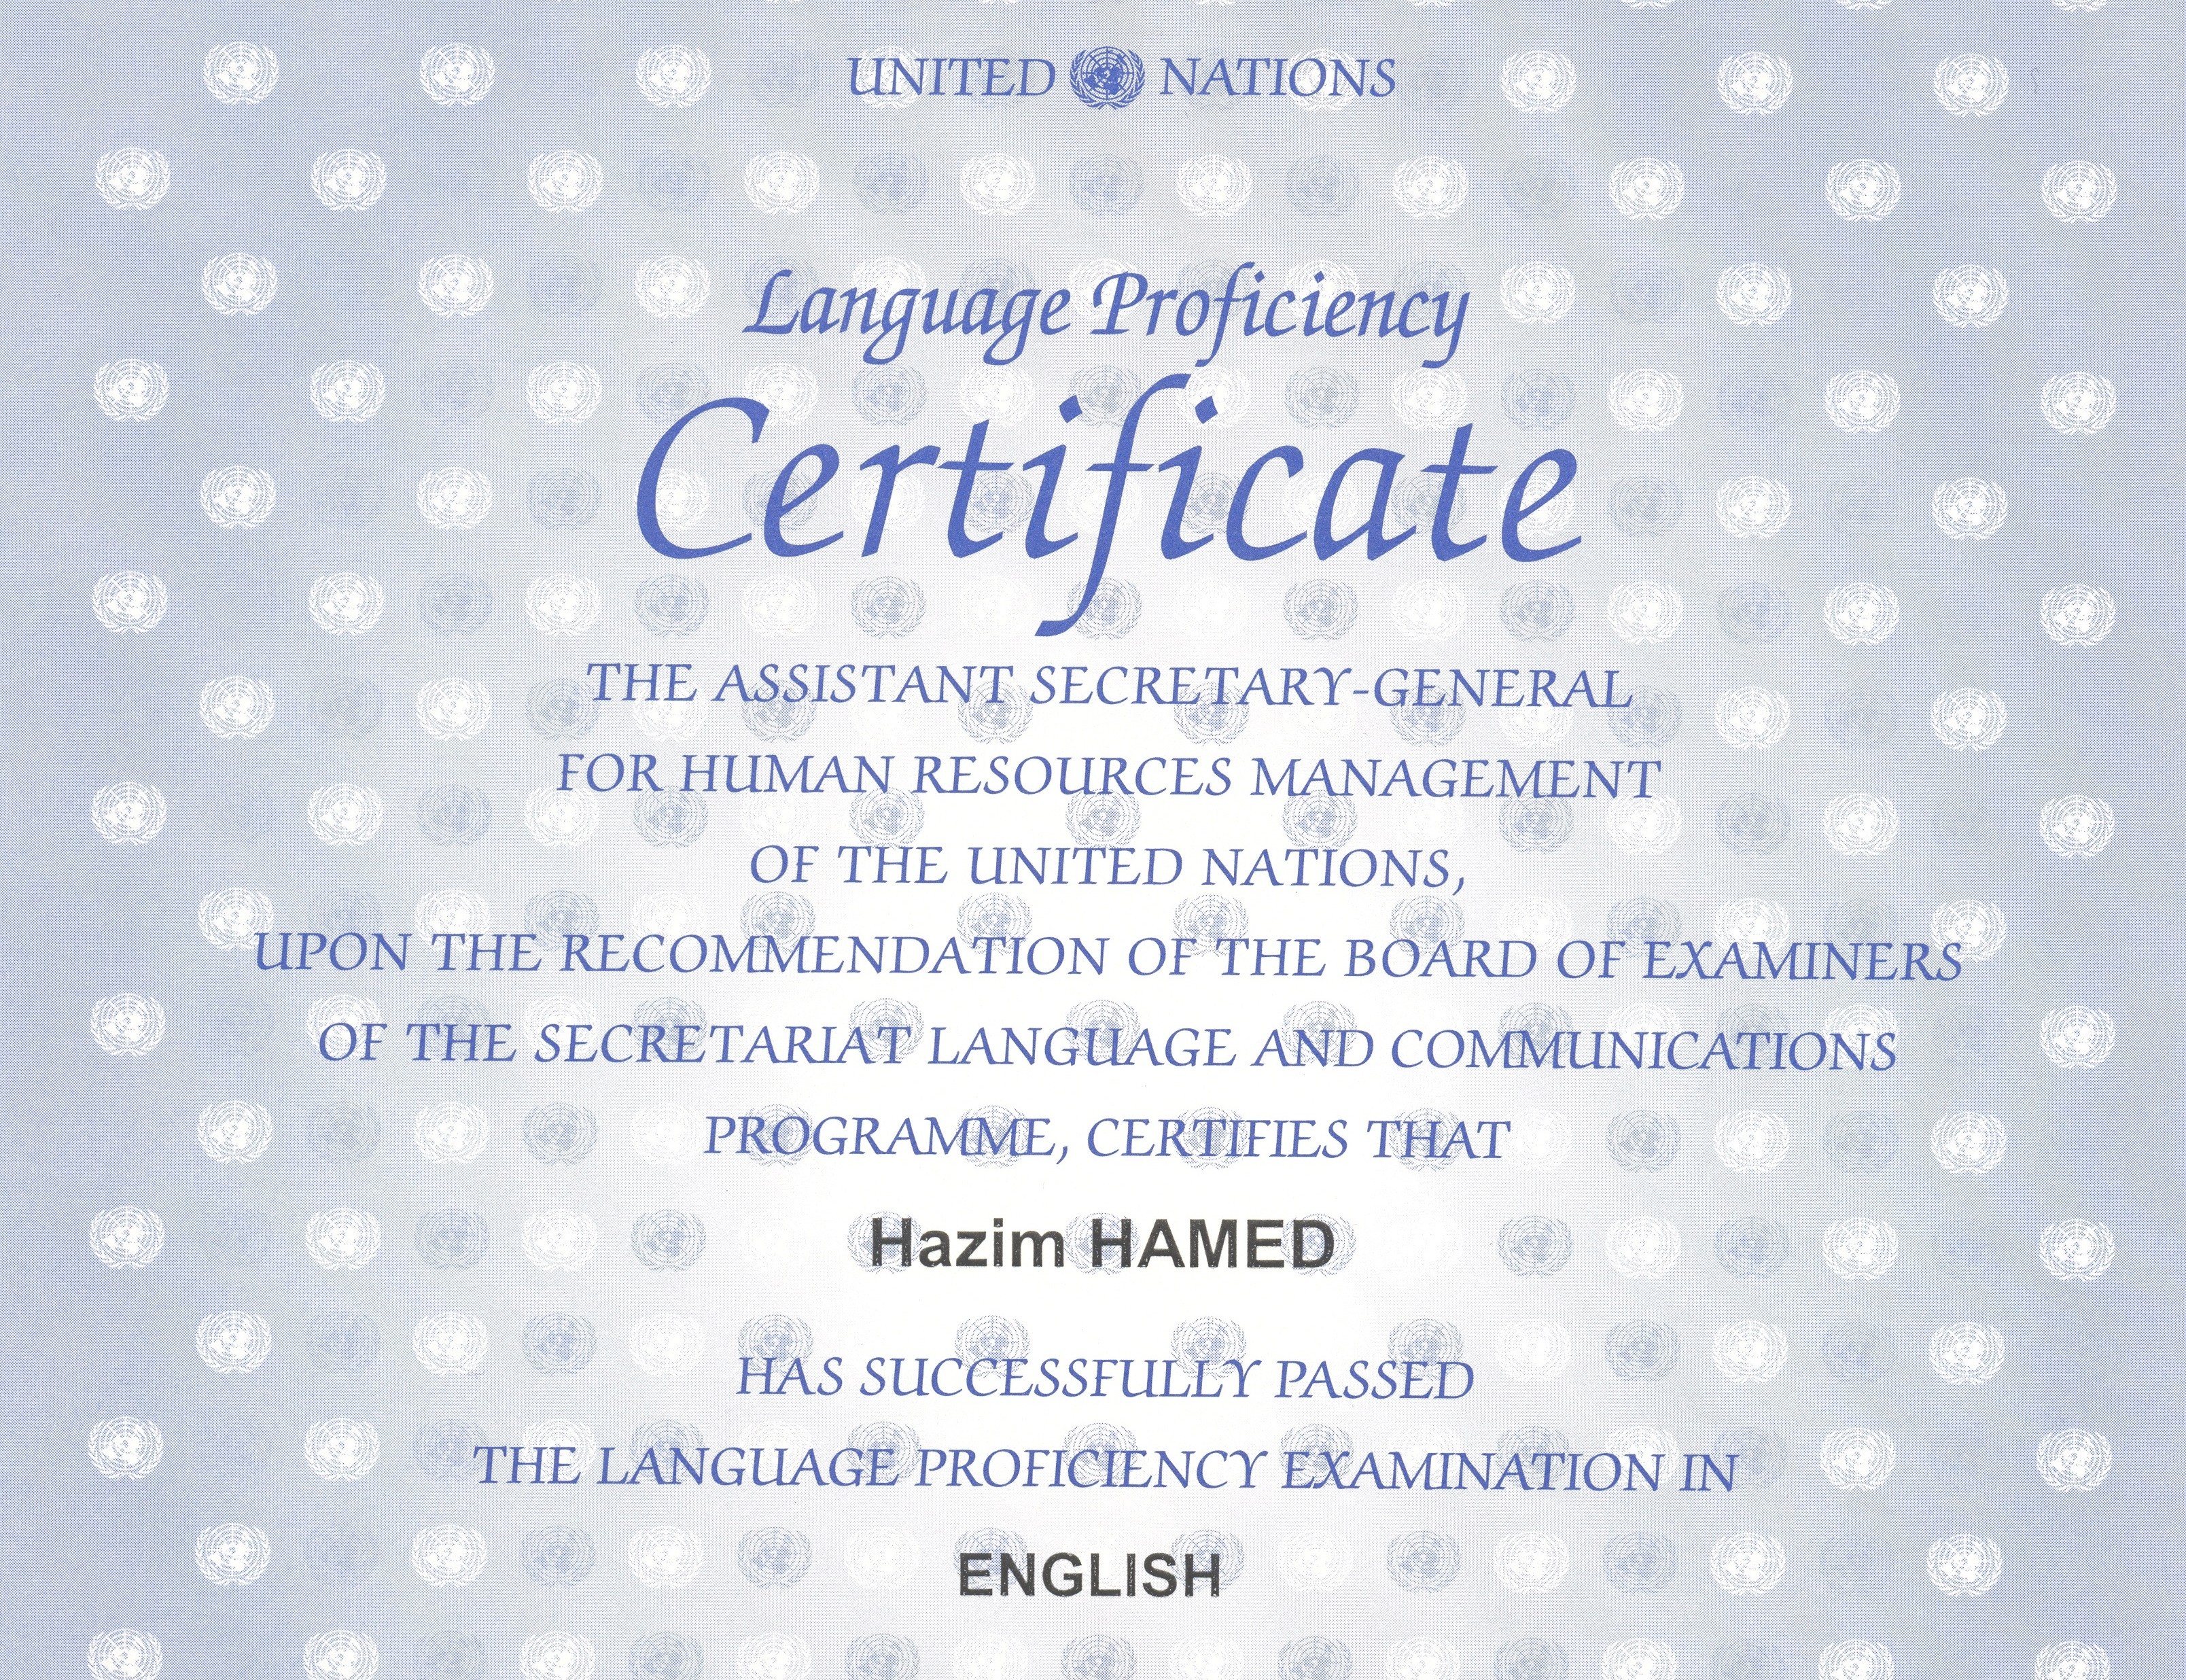 UNITED NATIONS
Language Proficiency
Certificate
THE ASSISTANT SECRETARY-GENERAL
FOR HUMAN RESOURCES MANAGEMENT
OF THE UNITED NATIONS,
UPON THE RECOMMENDATION OF THE BOARD OF EXAMINERS
OF THE SECRETARIAT LANGUAGE AND COMMUNICATIONS
PROGRAMME, CERTIFIES THAT
Hazim HAMED
HAS SUCCESSFULLY PASSED
THE LANGUAGE PROFICIENCY EXAMINATION IN
ENGLISH